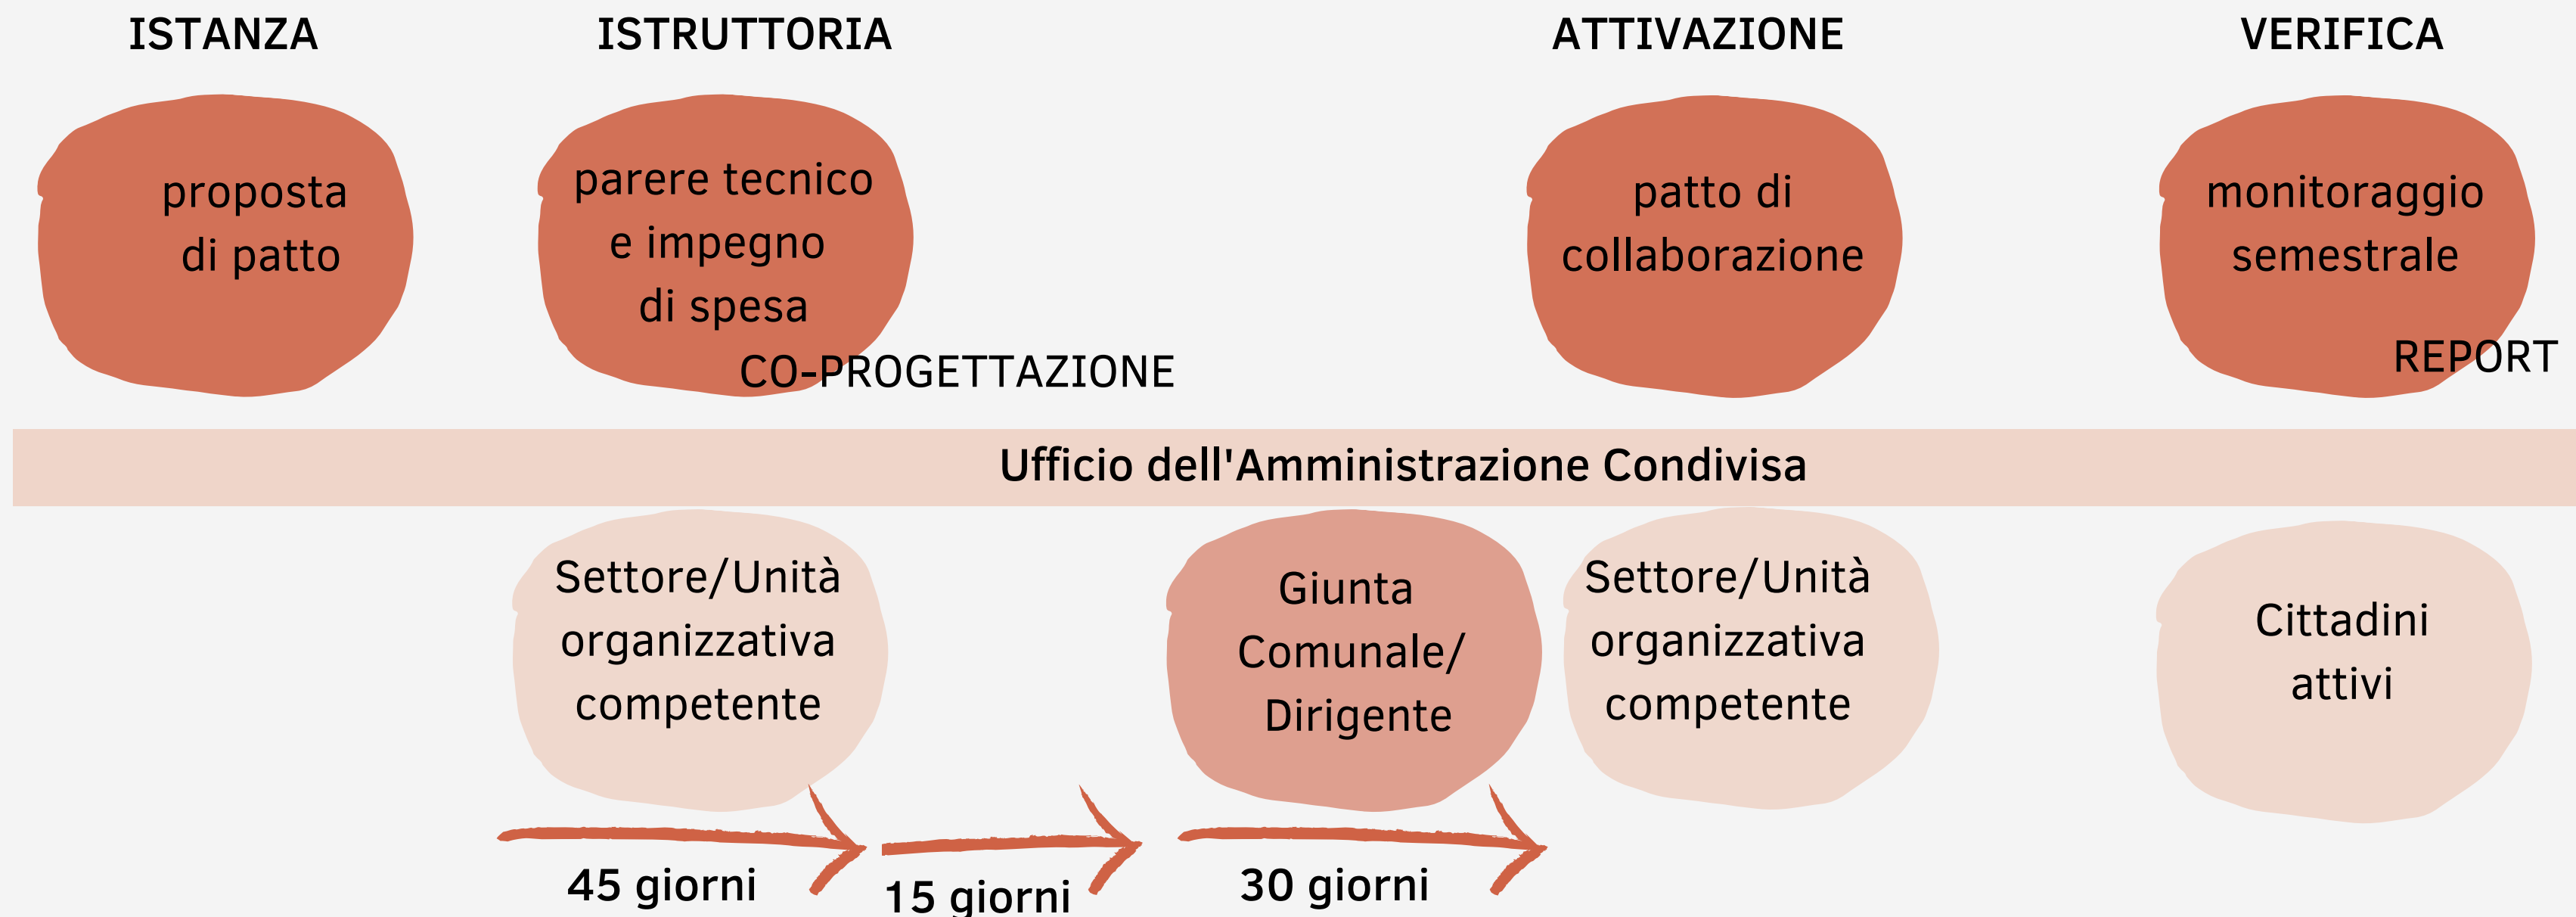 ISTANZA
ISTRUTTORIA
ATTIVAZIONE
VERIFICA
proposta
di patto
parere tecnico
e impegno
di spesa
CO-PROGETTAZIONE
patto di
collaborazione
monitoraggio
semestrale
REPORT
Ufficio dell'Amministrazione Condivisa
Settore/Unità
organizzativa
competente
Giunta
Comunale/
Dirigente
Settore/Unità
organizzativa
competente
Cittadini
attivi
45 giorni
15 giorni
30 giorni